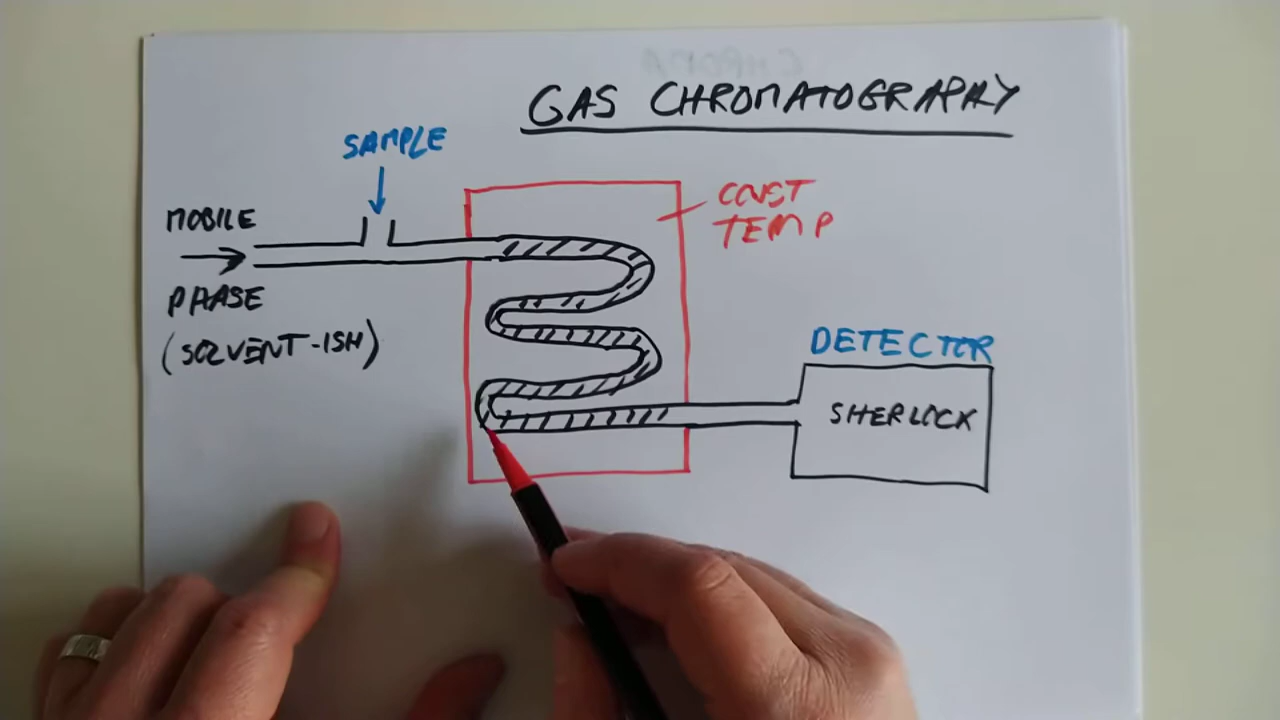 GAS CHROMATOGRAPHY
SAMPLE
MOBILE
PHASE
(SOLVENT-ISH)
CONST
TEMP
DETECTOR
SHERLOCK